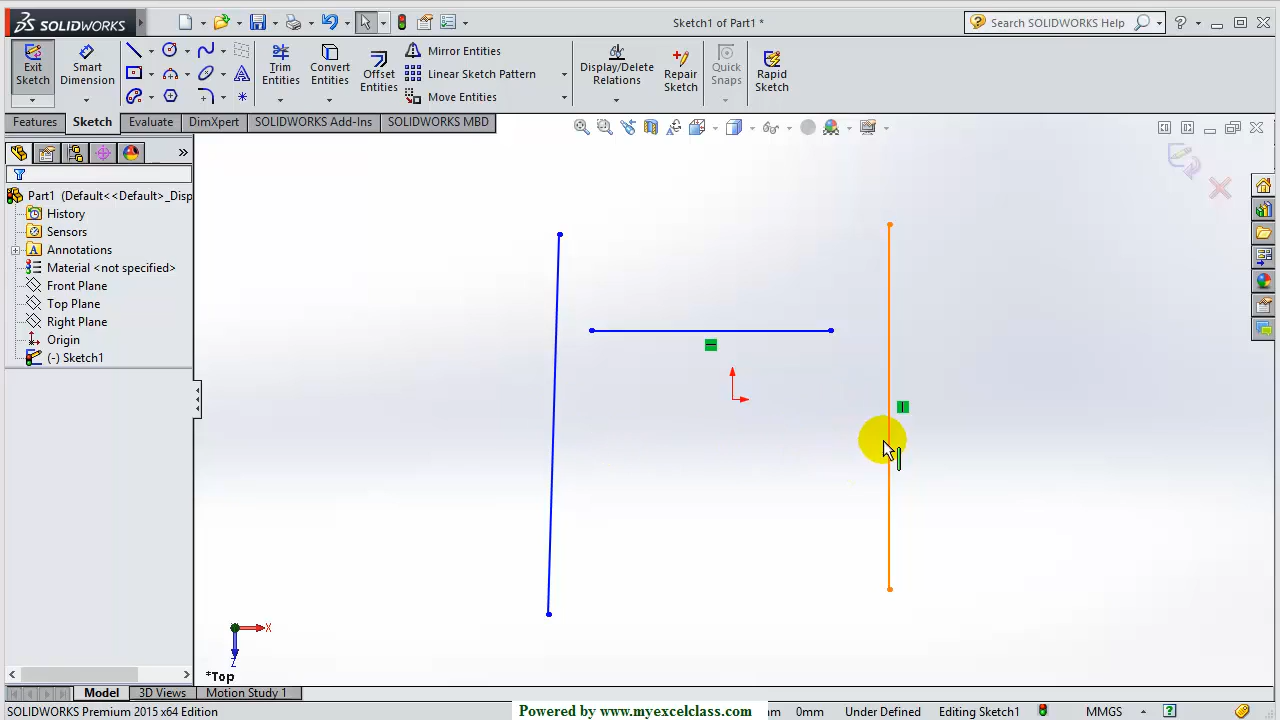 SOLIDWORKS
Sketch1 of Part1 *
Search SOLIDWORKS Help
Exit Sketch
Smart Dimension
Trim Entities
Convert Entities
Offset Entities
Mirror Entities
Linear Sketch Pattern
Move Entities
Display/Delete Relations
Repair Sketch
Quick Snaps
Rapid Sketch
Features
Sketch
Evaluate
DimXpert
SOLIDWORKS Add-Ins
SOLIDWORKS MBD
Part1 (Default<<Default>_Disp
History
Sensors
Annotations
Material <not specified>
Front Plane
Top Plane
Right Plane
Origin
(-) Sketch1
X
Z
*Top
Model
3D Views
Motion Study 1
SOLIDWORKS Premium 2015 x64 Edition
Powered by www.myexcelclass.com
0mm
Under Defined
Editing Sketch1
MMGS